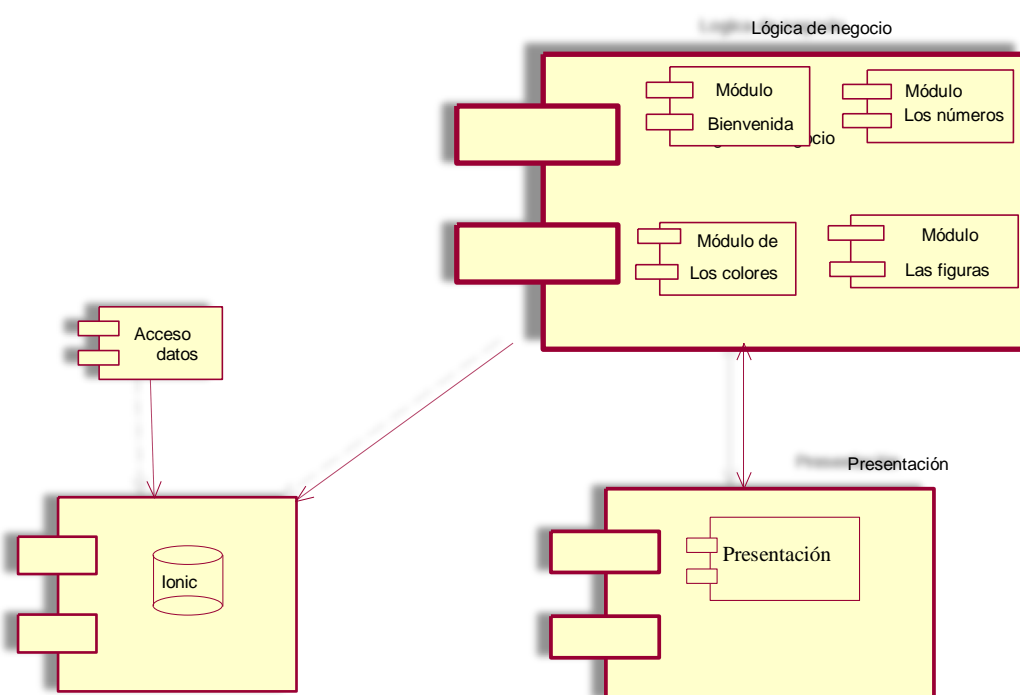 Lógica de negocio
Módulo
Bienvenida
Módulo
Los números
Módulo de
Los colores
Módulo
Las figuras
Acceso
datos
Ionic
Presentación
Presentación